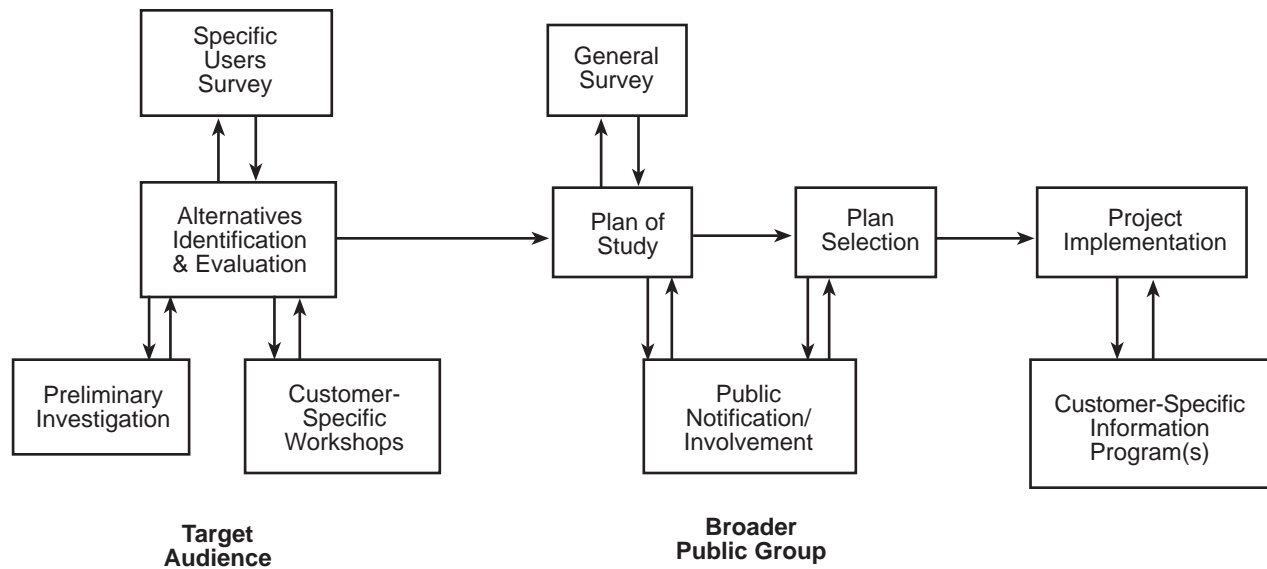 Specific
Users
Survey
General
Survey
Alternatives
Identification
& Evaluation
Plan of
Study
Plan
Selection
Project
Implementation
Preliminary
Investigation
Customer-
Specific
Workshops
Public
Notification/
Involvement
Customer-Specific
Information
Program(s)
Target
Audience
Broader
Public Group